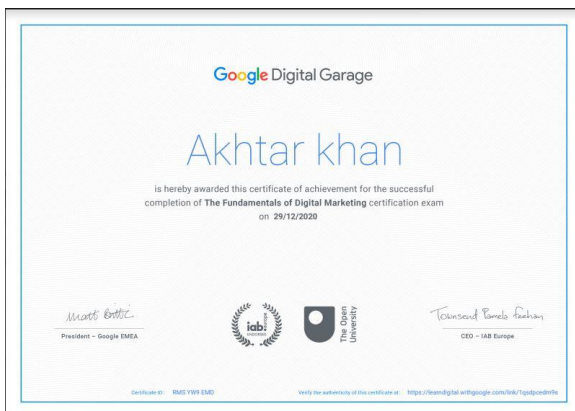 Google Digital Garage
Akhtar khan
is hereby awarded this certificate of achievement for the successful
completion of The Fundamentals of Digital Marketing certification exam
on 29/12/2020
President – Google EMEA
iab:
europe
The Open
University
CEO – IAB Europe
Certificate ID : RMS YW9 EMD
Verify the authenticity of this certificate at: https://learndigital.withgoogle.com/link/1qsdpcedm9s